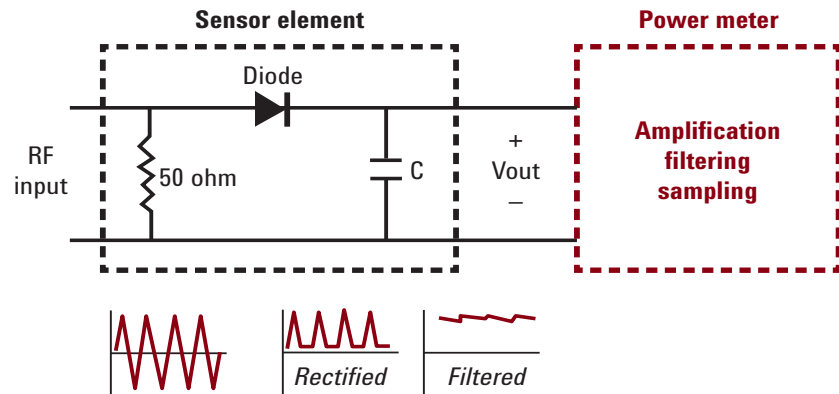 Sensor element
Power meter
Diode
RF
input
50 ohm
C
+
Vout
–
Amplification
filtering
sampling
Rectified
Filtered